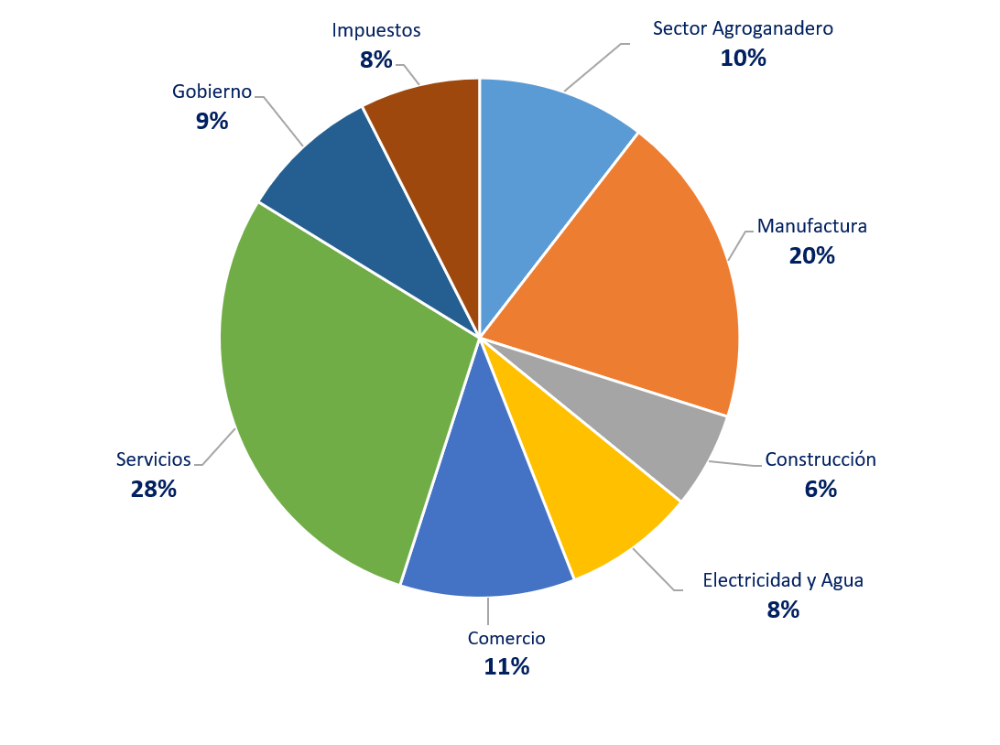 Impuestos
8%
Sector Agroganadero
10%
Gobierno
9%
Manufactura
20%
Servicios
28%
Construcción
6%
Electricidad y Agua
8%
Comercio
11%